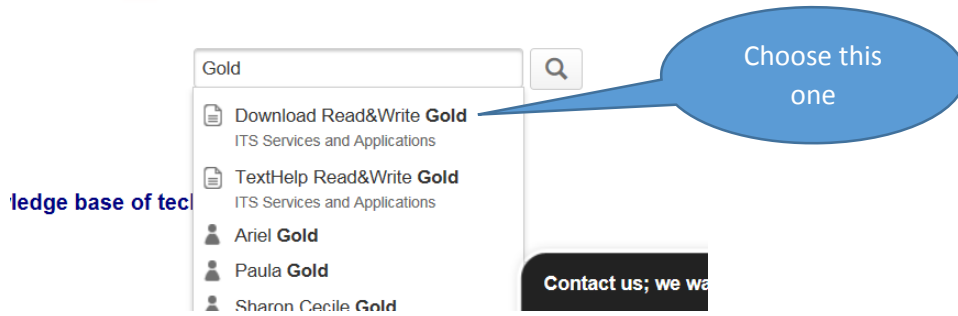 Gold
Choose this
one
Download Read&Write Gold
ITS Services and Applications
TextHelp Read&Write Gold
ITS Services and Applications
ledge base of tec
Ariel Gold
Paula Gold
Contact us; we wa
Sharon Cecile Gold